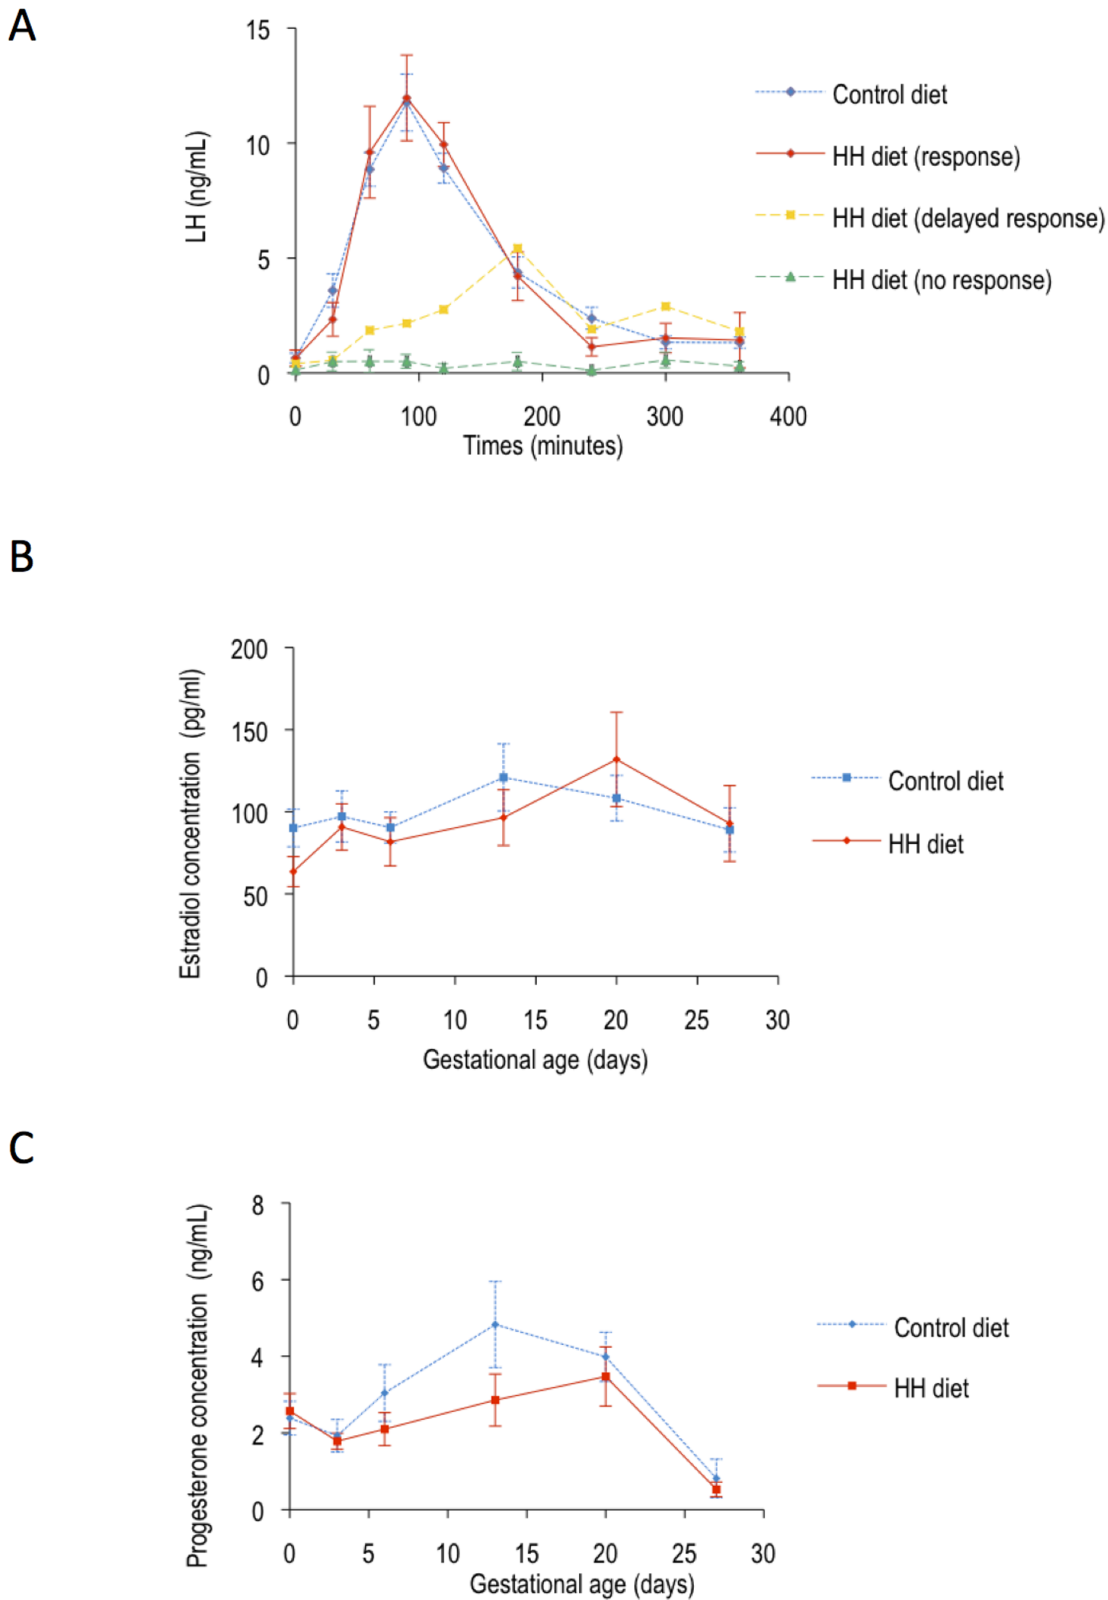 A
15
10
5
0
LH (ng/mL)
0 100 200 300 400
Times (minutes)
Control diet
HH diet (response)
HH diet (delayed response)
HH diet (no response)
B
200
150
100
50
0
Estradiol concentration (pg/ml)
0 5 10 15 20 25 30
Gestational age (days)
Control diet
HH diet
C
8
6
4
2
0
Progesterone concentration (ng/mL)
0 5 10 15 20 25 30
Gestational age (days)
Control diet
HH diet